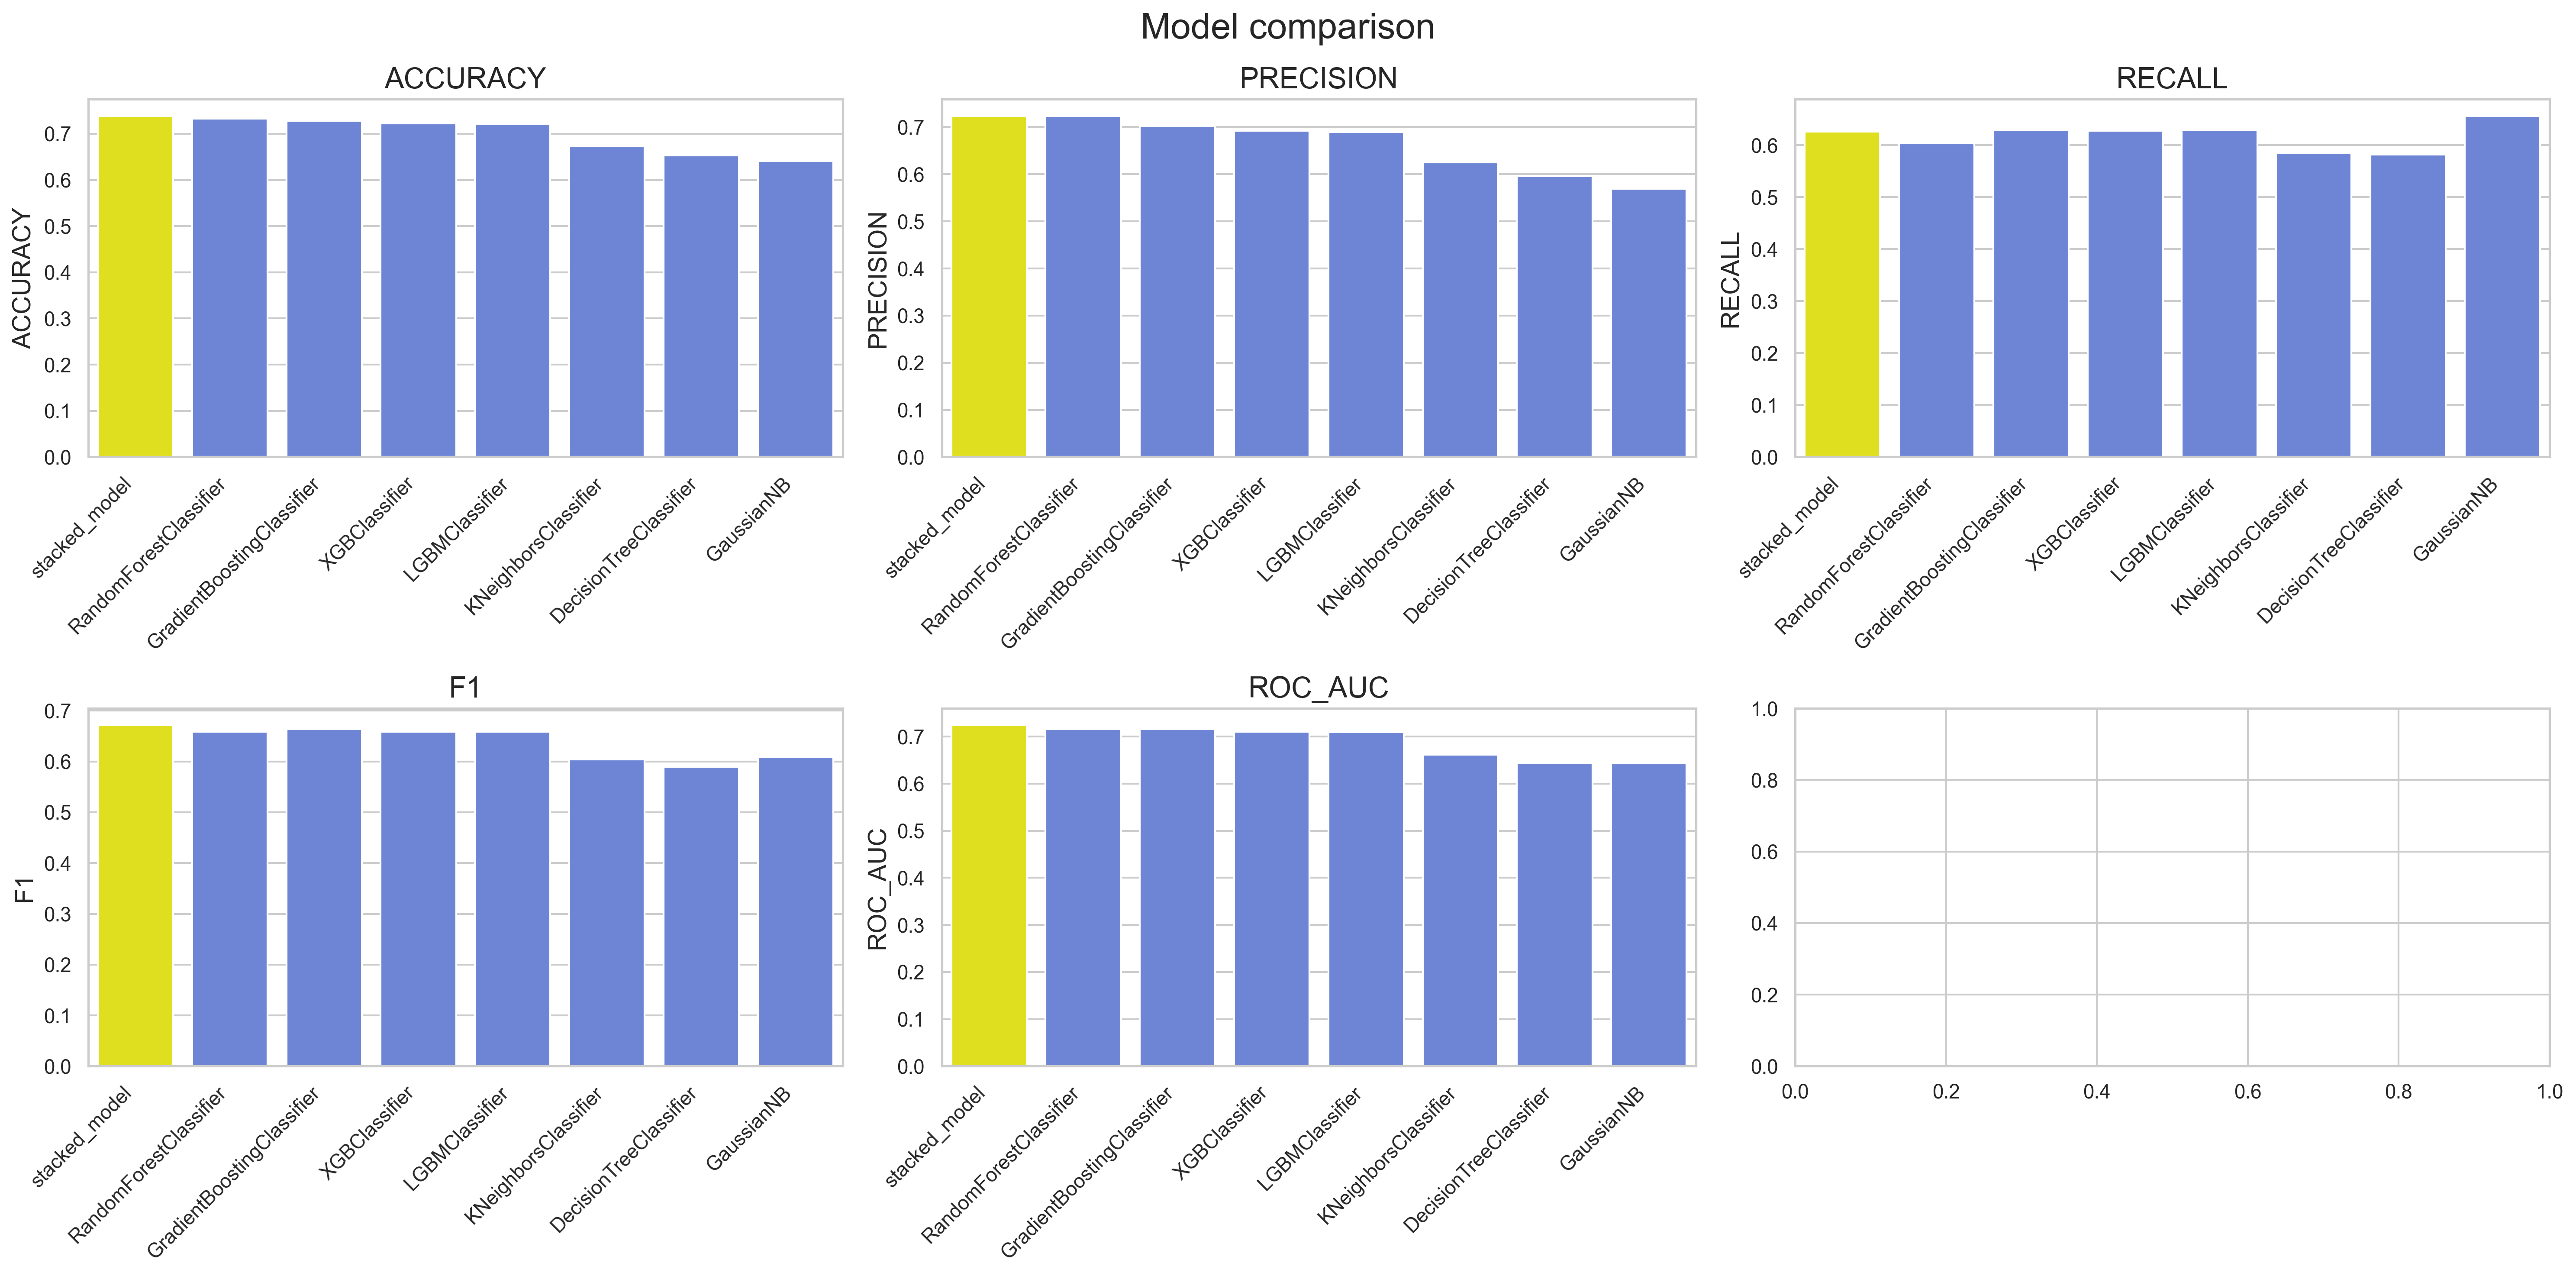 Model comparison
ACCURACY
ACCURACY
0.7
0.6
0.5
0.4
0.3
0.2
0.1
0.0
stacked_model
RandomForestClassifier
GradientBoostingClassifier
XGBClassifier
LGBMClassifier
KNeighborsClassifier
DecisionTreeClassifier
GaussianNB
PRECISION
PRECISION
0.7
0.6
0.5
0.4
0.3
0.2
0.1
0.0
stacked_model
RandomForestClassifier
GradientBoostingClassifier
XGBClassifier
LGBMClassifier
KNeighborsClassifier
DecisionTreeClassifier
GaussianNB
RECALL
RECALL
0.6
0.5
0.4
0.3
0.2
0.1
0.0
stacked_model
RandomForestClassifier
GradientBoostingClassifier
XGBClassifier
LGBMClassifier
KNeighborsClassifier
DecisionTreeClassifier
GaussianNB
F1
F1
0.7
0.6
0.5
0.4
0.3
0.2
0.1
0.0
stacked_model
RandomForestClassifier
GradientBoostingClassifier
XGBClassifier
LGBMClassifier
KNeighborsClassifier
DecisionTreeClassifier
GaussianNB
ROC_AUC
ROC_AUC
0.7
0.6
0.5
0.4
0.3
0.2
0.1
0.0
stacked_model
RandomForestClassifier
GradientBoostingClassifier
XGBClassifier
LGBMClassifier
KNeighborsClassifier
DecisionTreeClassifier
GaussianNB
1.0
0.8
0.6
0.4
0.2
0.0
0.0 0.2 0.4 0.6 0.8 1.0